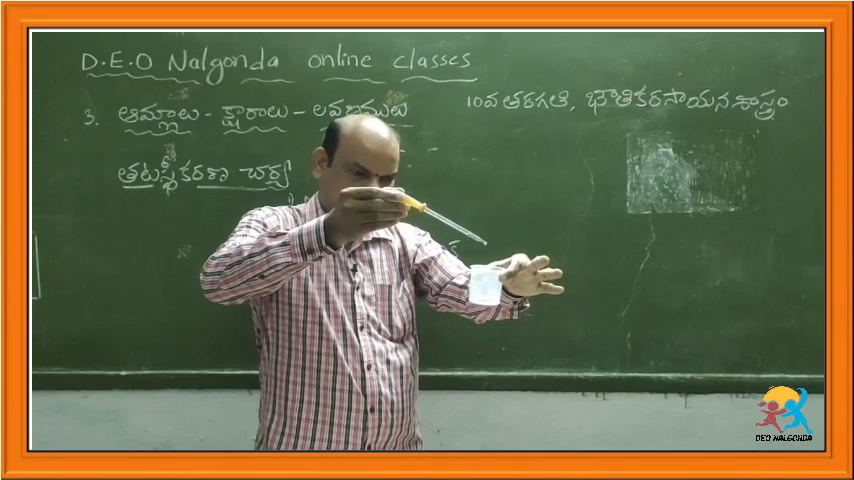 D.E.O Nalgonda online classes
10వ తరగతి, భౌతికరసాయనశాస్త్రం
3. ఆమ్లాలు - క్షారాలు - లవణములు
తటస్థీకరణ చర్య
DEO NALGONDA